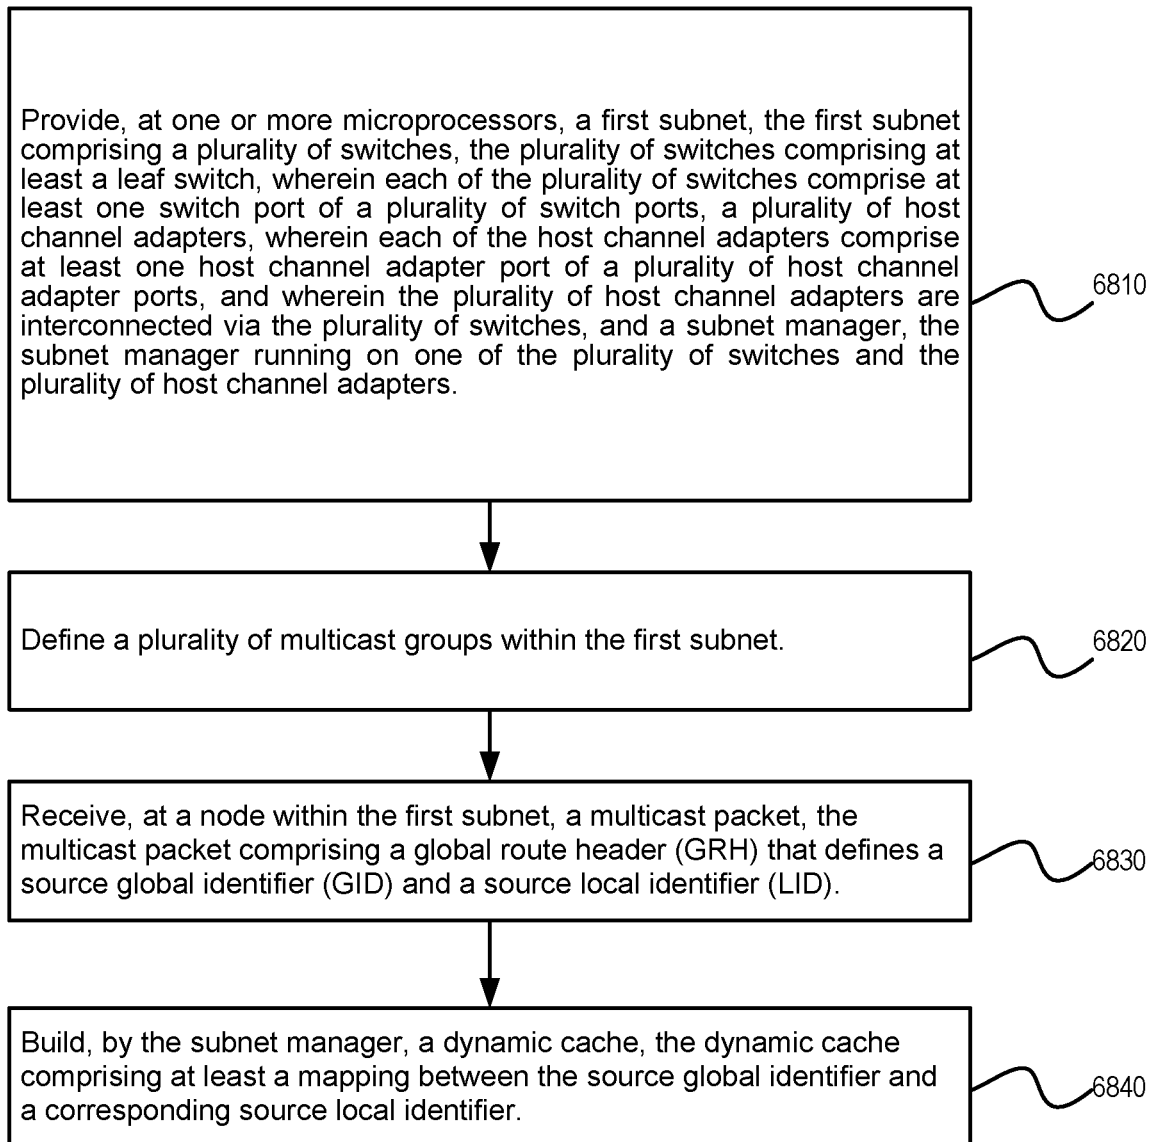 Provide, at one or more microprocessors, a first subnet, the first subnet
comprising a plurality of switches, the plurality of switches comprising at
least a leaf switch, wherein each of the plurality of switches comprise at
least one switch port of a plurality of switch ports, a plurality of host
channel adapters, wherein each of the host channel adapters comprise
at least one host channel adapter port of a plurality of host channel
adapter ports, and wherein the plurality of host channel adapters are
interconnected via the plurality of switches, and a subnet manager, the
subnet manager running on one of the plurality of switches and the
plurality of host channel adapters.
6810
Define a plurality of multicast groups within the first subnet.
6820
Receive, at a node within the first subnet, a multicast packet, the
multicast packet comprising a global route header (GRH) that defines a
source global identifier (GID) and a source local identifier (LID).
6830
Build, by the subnet manager, a dynamic cache, the dynamic cache
comprising at least a mapping between the source global identifier and
a corresponding source local identifier.
6840